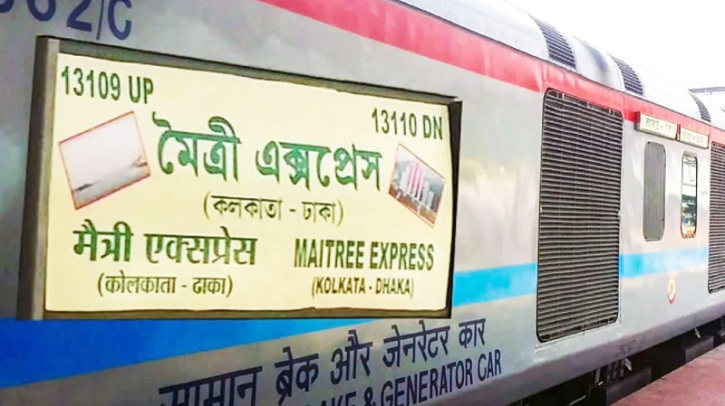 62/C
13109 UP
13110 DN
মৈত্রী এক্সপ্রেস
(কলকাতা - ঢাকা)
मैत्री एक्सप्रेस
(कोलकाता - ढाका)
MAITREE EXPRESS
(KOLKATA - DHAKA)
सामान ब्रेक और जेनरेटर कार
& GENERATOR CAR